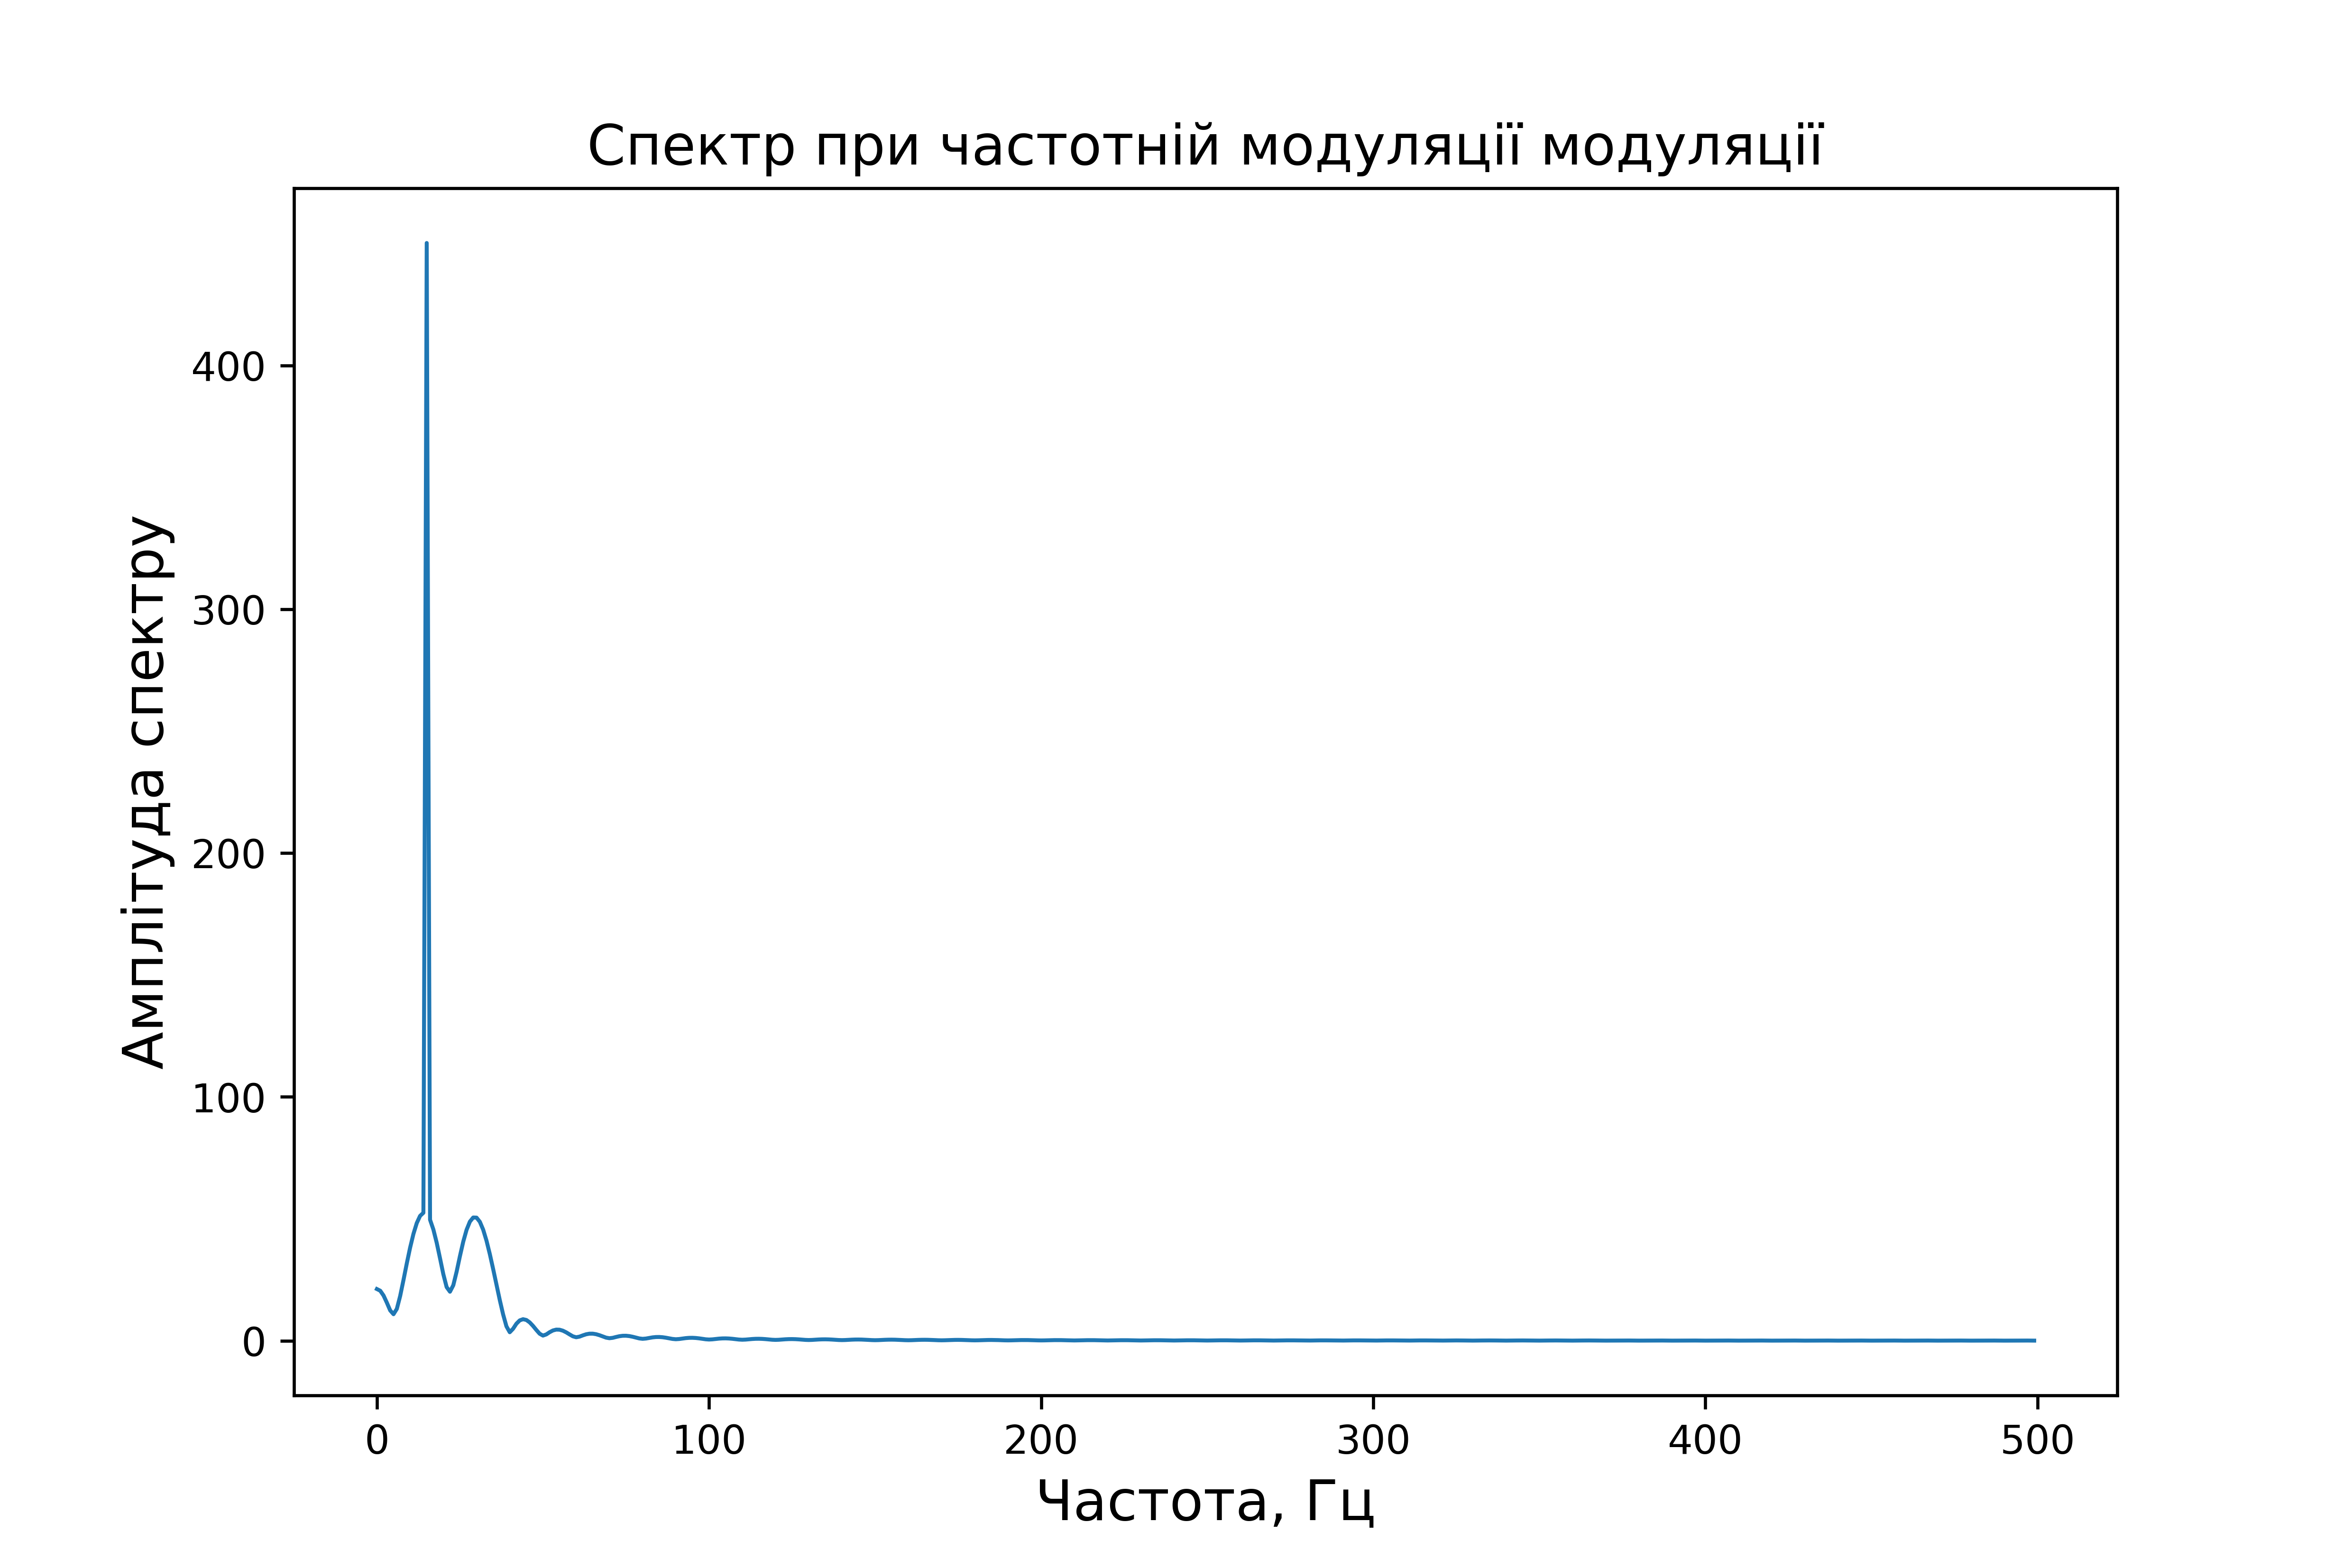 Спектр при частотній модуляції модуляції
Амплітуда спектру
400
300
200
100
0
0 100 200 300 400 500
Частота, Гц